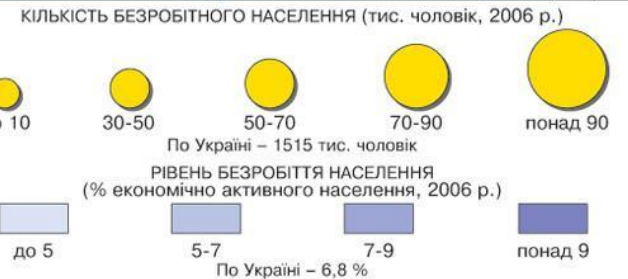 КІЛЬКІСТЬ БЕЗРОБІТНОГО НАСЕЛЕННЯ (тис. чоловік, 2006 р.)
10 30-50 50-70 70-90 понад 90
По Україні – 1515 тис. чоловік
РІВЕНЬ БЕЗРОБІТТЯ НАСЕЛЕННЯ
(% економічно активного населення, 2006 р.)
до 5 5-7 7-9 понад 9
По Україні – 6,8 %